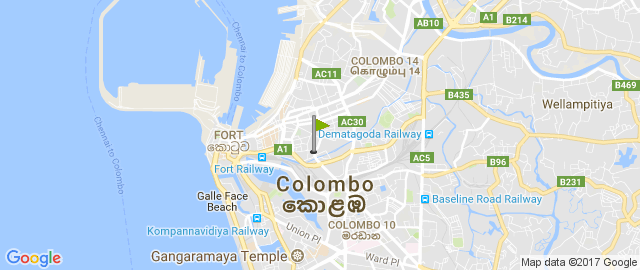 AB10
A1
B214
Chennai to Colombo
COLOMBO 14
கொழும்பு 14
AC11
B469
B435
Wellampitiya
AC30
FORT
කොටුව
Dematagoda Railway
A1
Fort Railway
AC5
B96
Chennai to Colombo
Colombo
කොළඹ
B231
Galle Face
Beach
Baseline Road Railway
Kompannavidiya Railway
COLOMBO 10
මරදාන
Union Pl
Gangaramaya Temple
Ward Pl
Google
Map data ©2017 Google